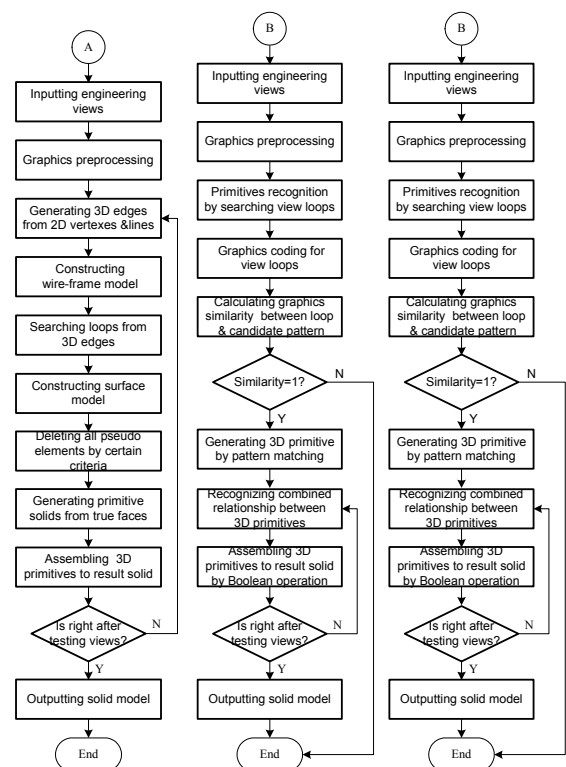 A
Inputting engineering
views
Graphics preprocessing
Generating 3D edges
from 2D vertexes &lines
Constructing
wire-frame model
Searching loops from
3D edges
Constructing surface
model
Deleting all pseudo
elements by certain
criteria
Generating primitive
solids from true faces
Assembling 3D
primitives to result solid
Is right after
testing views?
N
Y
Outputting solid model
End
B
Inputting engineering
views
Graphics preprocessing
Primitives recognition
by searching view loops
Graphics coding for
view loops
Calculating graphics
similarity between loop
& candidate pattern
Similarity=1?
N
Y
Generating 3D primitive
by pattern matching
Recognizing combined
relationship between
3D primitives
Assembling 3D
primitives to result solid
by Boolean operation
Is right after
testing views?
N
Y
Outputting solid model
End
B
Inputting engineering
views
Graphics preprocessing
Primitives recognition
by searching view loops
Graphics coding for
view loops
Calculating graphics
similarity between loop
& candidate pattern
Similarity=1?
N
Y
Generating 3D primitive
by pattern matching
Recognizing combined
relationship between
3D primitives
Assembling 3D
primitives to result solid
by Boolean operation
Is right after
testing views?
N
Y
Outputting solid model
End